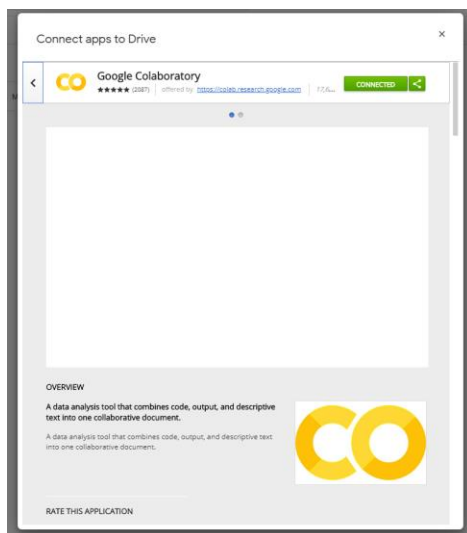 Connect apps to Drive
×
Google Colaboratory
★★★★★ (2087) offered by https://colab.research.google.com
CONNECTED
OVERVIEW
A data analysis tool that combines code, output, and descriptive
text into one collaborative document.
A data analysis tool that combines code, output, and descriptive text
into one collaborative document.
CO
RATE THIS APPLICATION